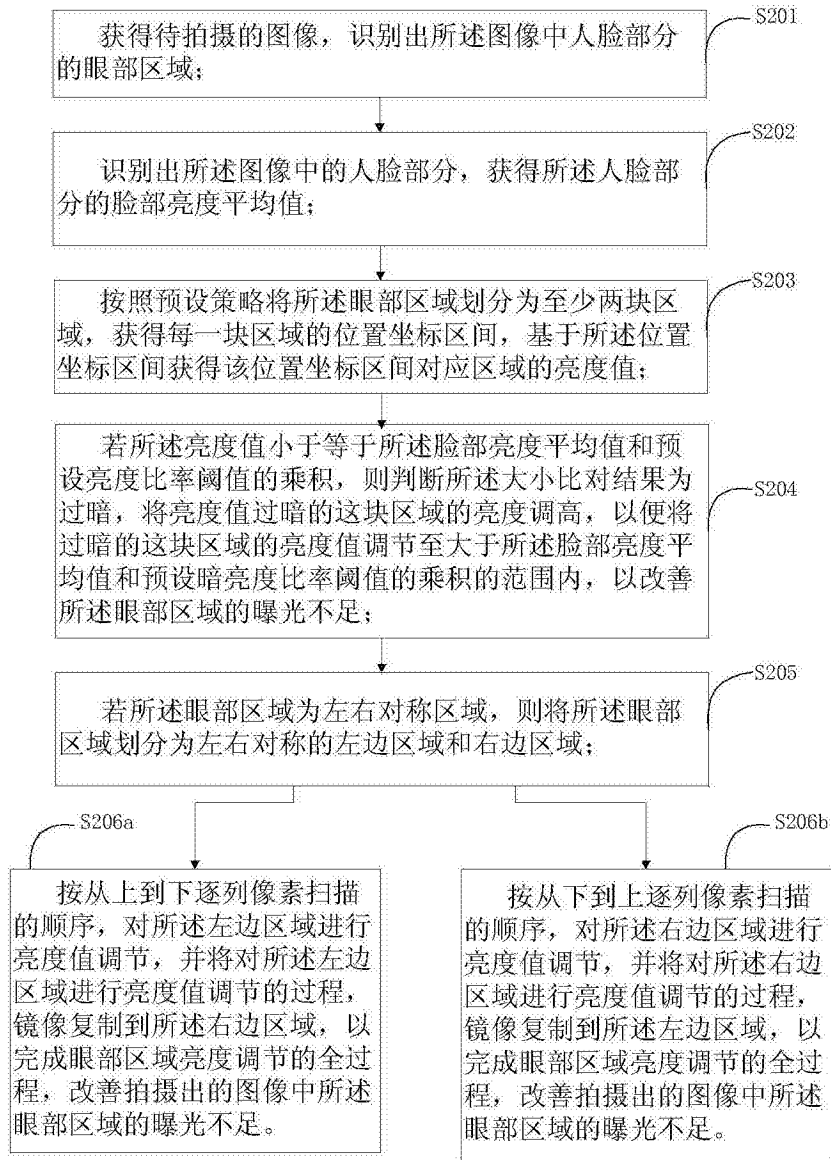 S201
获得待拍摄的图像，识别出所述图像中人脸部分
的眼部区域；
S202
识别出所述图像中的人脸部分，获得所述人脸部
分的脸部亮度平均值；
S203
按照预设策略将所述眼部区域划分为至少两块区
域，获得每一块区域的位置坐标区间，基于所述位置
坐标区间获得该位置坐标区间对应区域的亮度值；
S204
若所述亮度值小于等于所述脸部亮度平均值和预
设亮度比率阈值的乘积，则判断所述大小比对结果为
过暗，将亮度值过暗的这块区域的亮度调高，以便将
过暗的这块区域的亮度值调节至大于所述脸部亮度平
均值和预设暗亮度比率阈值的乘积的范围内，以改善
所述眼部区域的曝光不足；
S205
若所述眼部区域为左右对称区域，则将所述眼部
区域划分为左右对称的左边区域和右边区域；
S206a
按从上到下逐列像素扫描
的顺序，对所述左边区域进行
亮度值调节，并将对所述左边
区域进行亮度值调节的过程，
镜像复制到所述右边区域，以
完成眼部区域亮度调节的全过
程，改善拍摄出的图像中所述
眼部区域的曝光不足。
S206b
按从下到上逐列像素扫描
的顺序，对所述右边区域进行
亮度值调节，并将对所述右边
区域进行亮度值调节的过程，
镜像复制到所述左边区域，以
完成眼部区域亮度调节的全过
程，改善拍摄出的图像中所述
眼部区域的曝光不足。